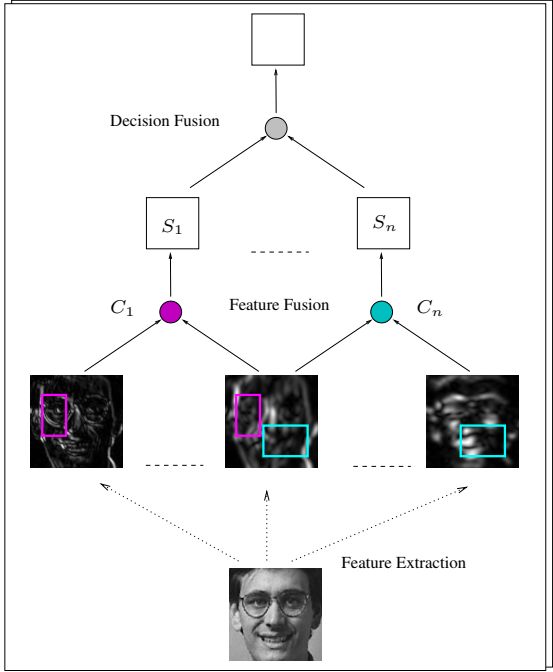 Decision Fusion
S₁
Sₙ
C₁
Feature Fusion
Cₙ
Feature Extraction